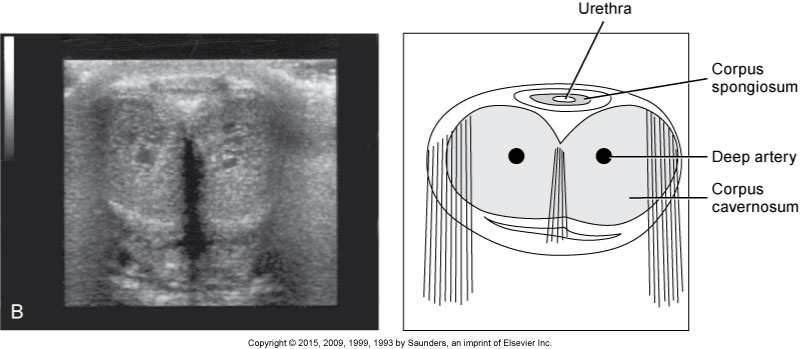 Urethra
Corpus
spongiosum
Deep artery
Corpus
cavernosum
B
Copyright © 2015, 2009, 1999, 1993 by Saunders, an imprint of Elsevier Inc.